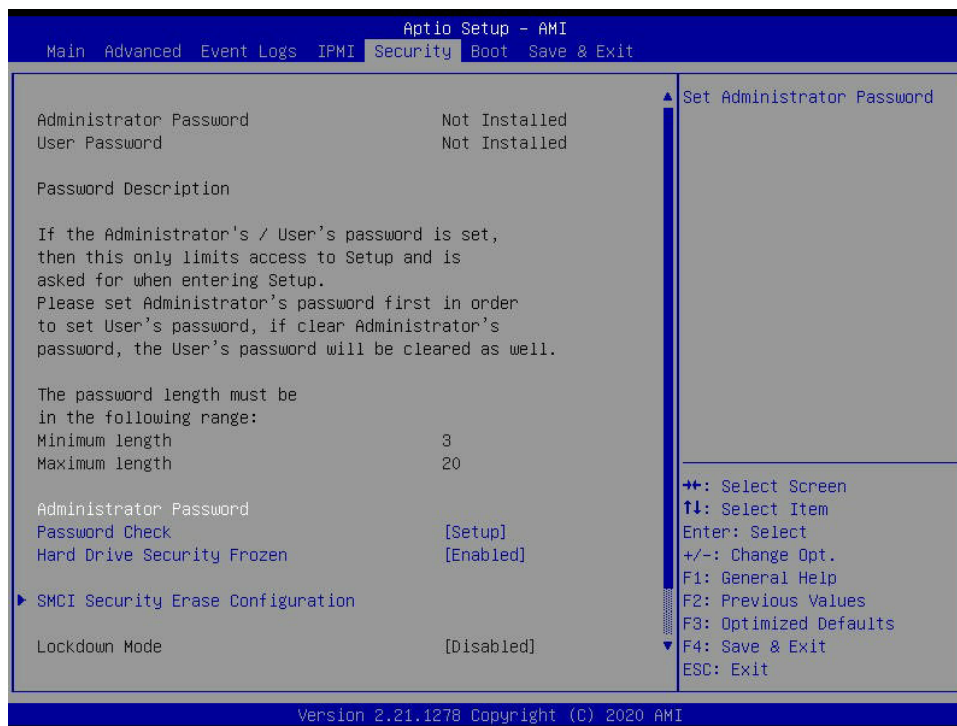 Aptio Setup – AMI
Main Advanced Event Logs IPMI Security Boot Save & Exit
Administrator Password Not Installed
User Password Not Installed
Password Description
If the Administrator's / User's password is set,
then this only limits access to Setup and is
asked for when entering Setup.
Please set Administrator's password first in order
to set User's password, if clear Administrator's
password, the User's password will be cleared as well.
The password length must be
in the following range:
Minimum length 3
Maximum length 20
Administrator Password
Password Check [Setup]
Hard Drive Security Frozen [Enabled]
▶ SMCI Security Erase Configuration
Lockdown Mode [Disabled]
Set Administrator Password
→←: Select Screen
↑↓: Select Item
Enter: Select
+/-: Change Opt.
F1: General Help
F2: Previous Values
F3: Optimized Defaults
F4: Save & Exit
ESC: Exit
Version 2.21.1278 Copyright (C) 2020 AMI